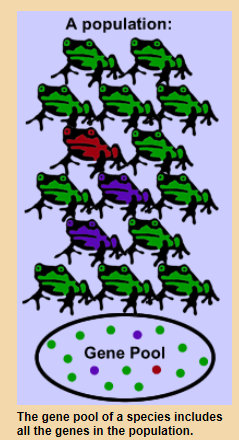 A population:
Gene Pool
The gene pool of a species includes
all the genes in the population.